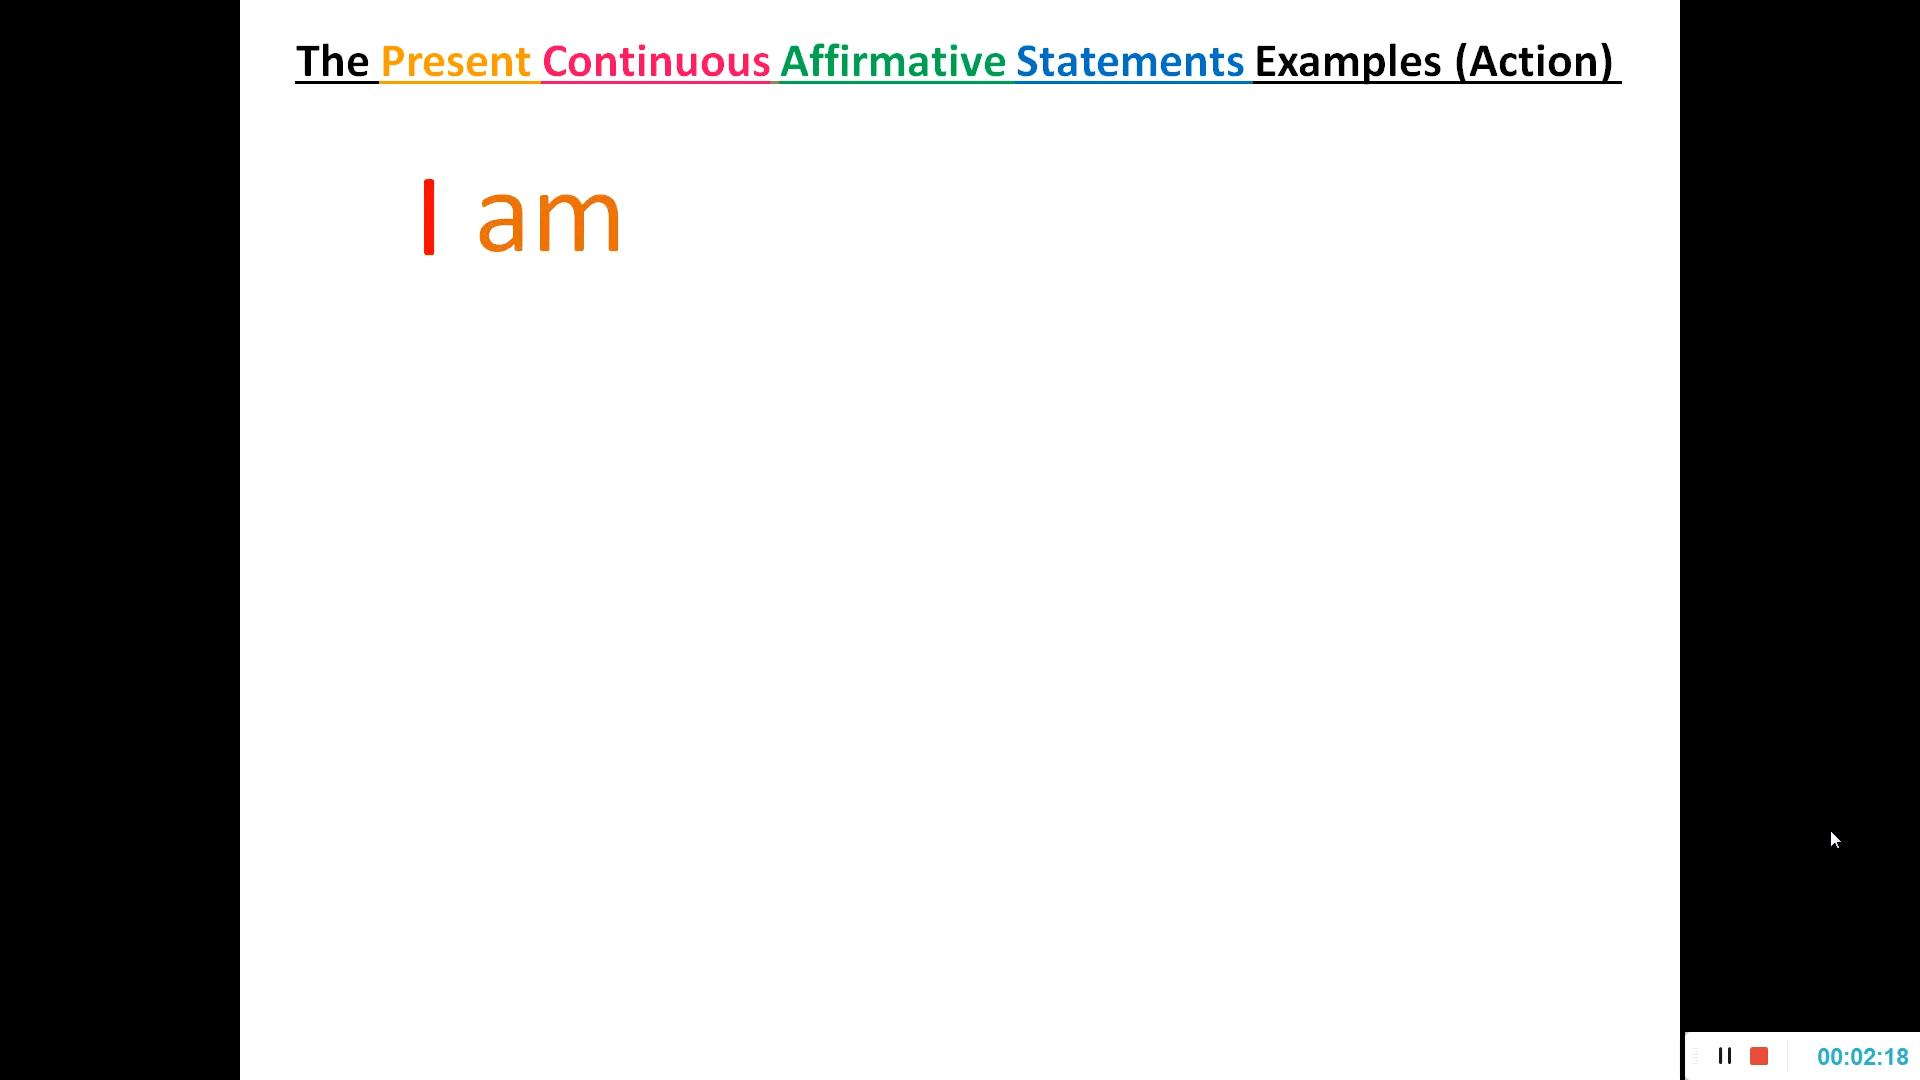 The Present Continuous Affirmative Statements Examples (Action)
I am
00:02:18